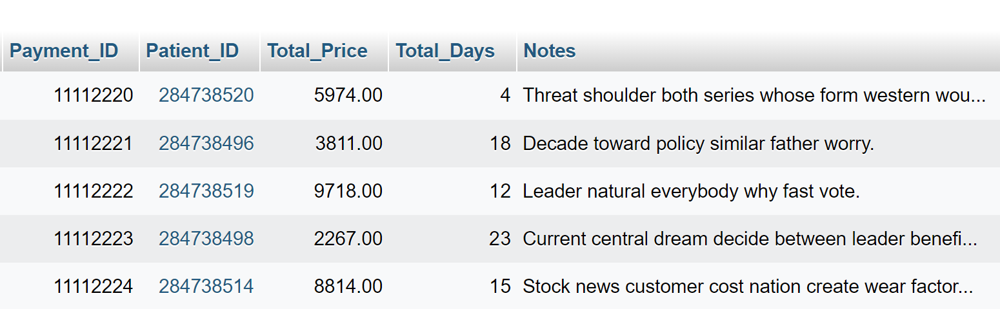 Payment_ID Patient_ID Total_Price Total_Days Notes
11112220 284738520 5974.00 4 Threat shoulder both series whose form western wou...
11112221 284738496 3811.00 18 Decade toward policy similar father worry.
11112222 284738519 9718.00 12 Leader natural everybody why fast vote.
11112223 284738498 2267.00 23 Current central dream decide between leader benefi...
11112224 284738514 8814.00 15 Stock news customer cost nation create wear factor...